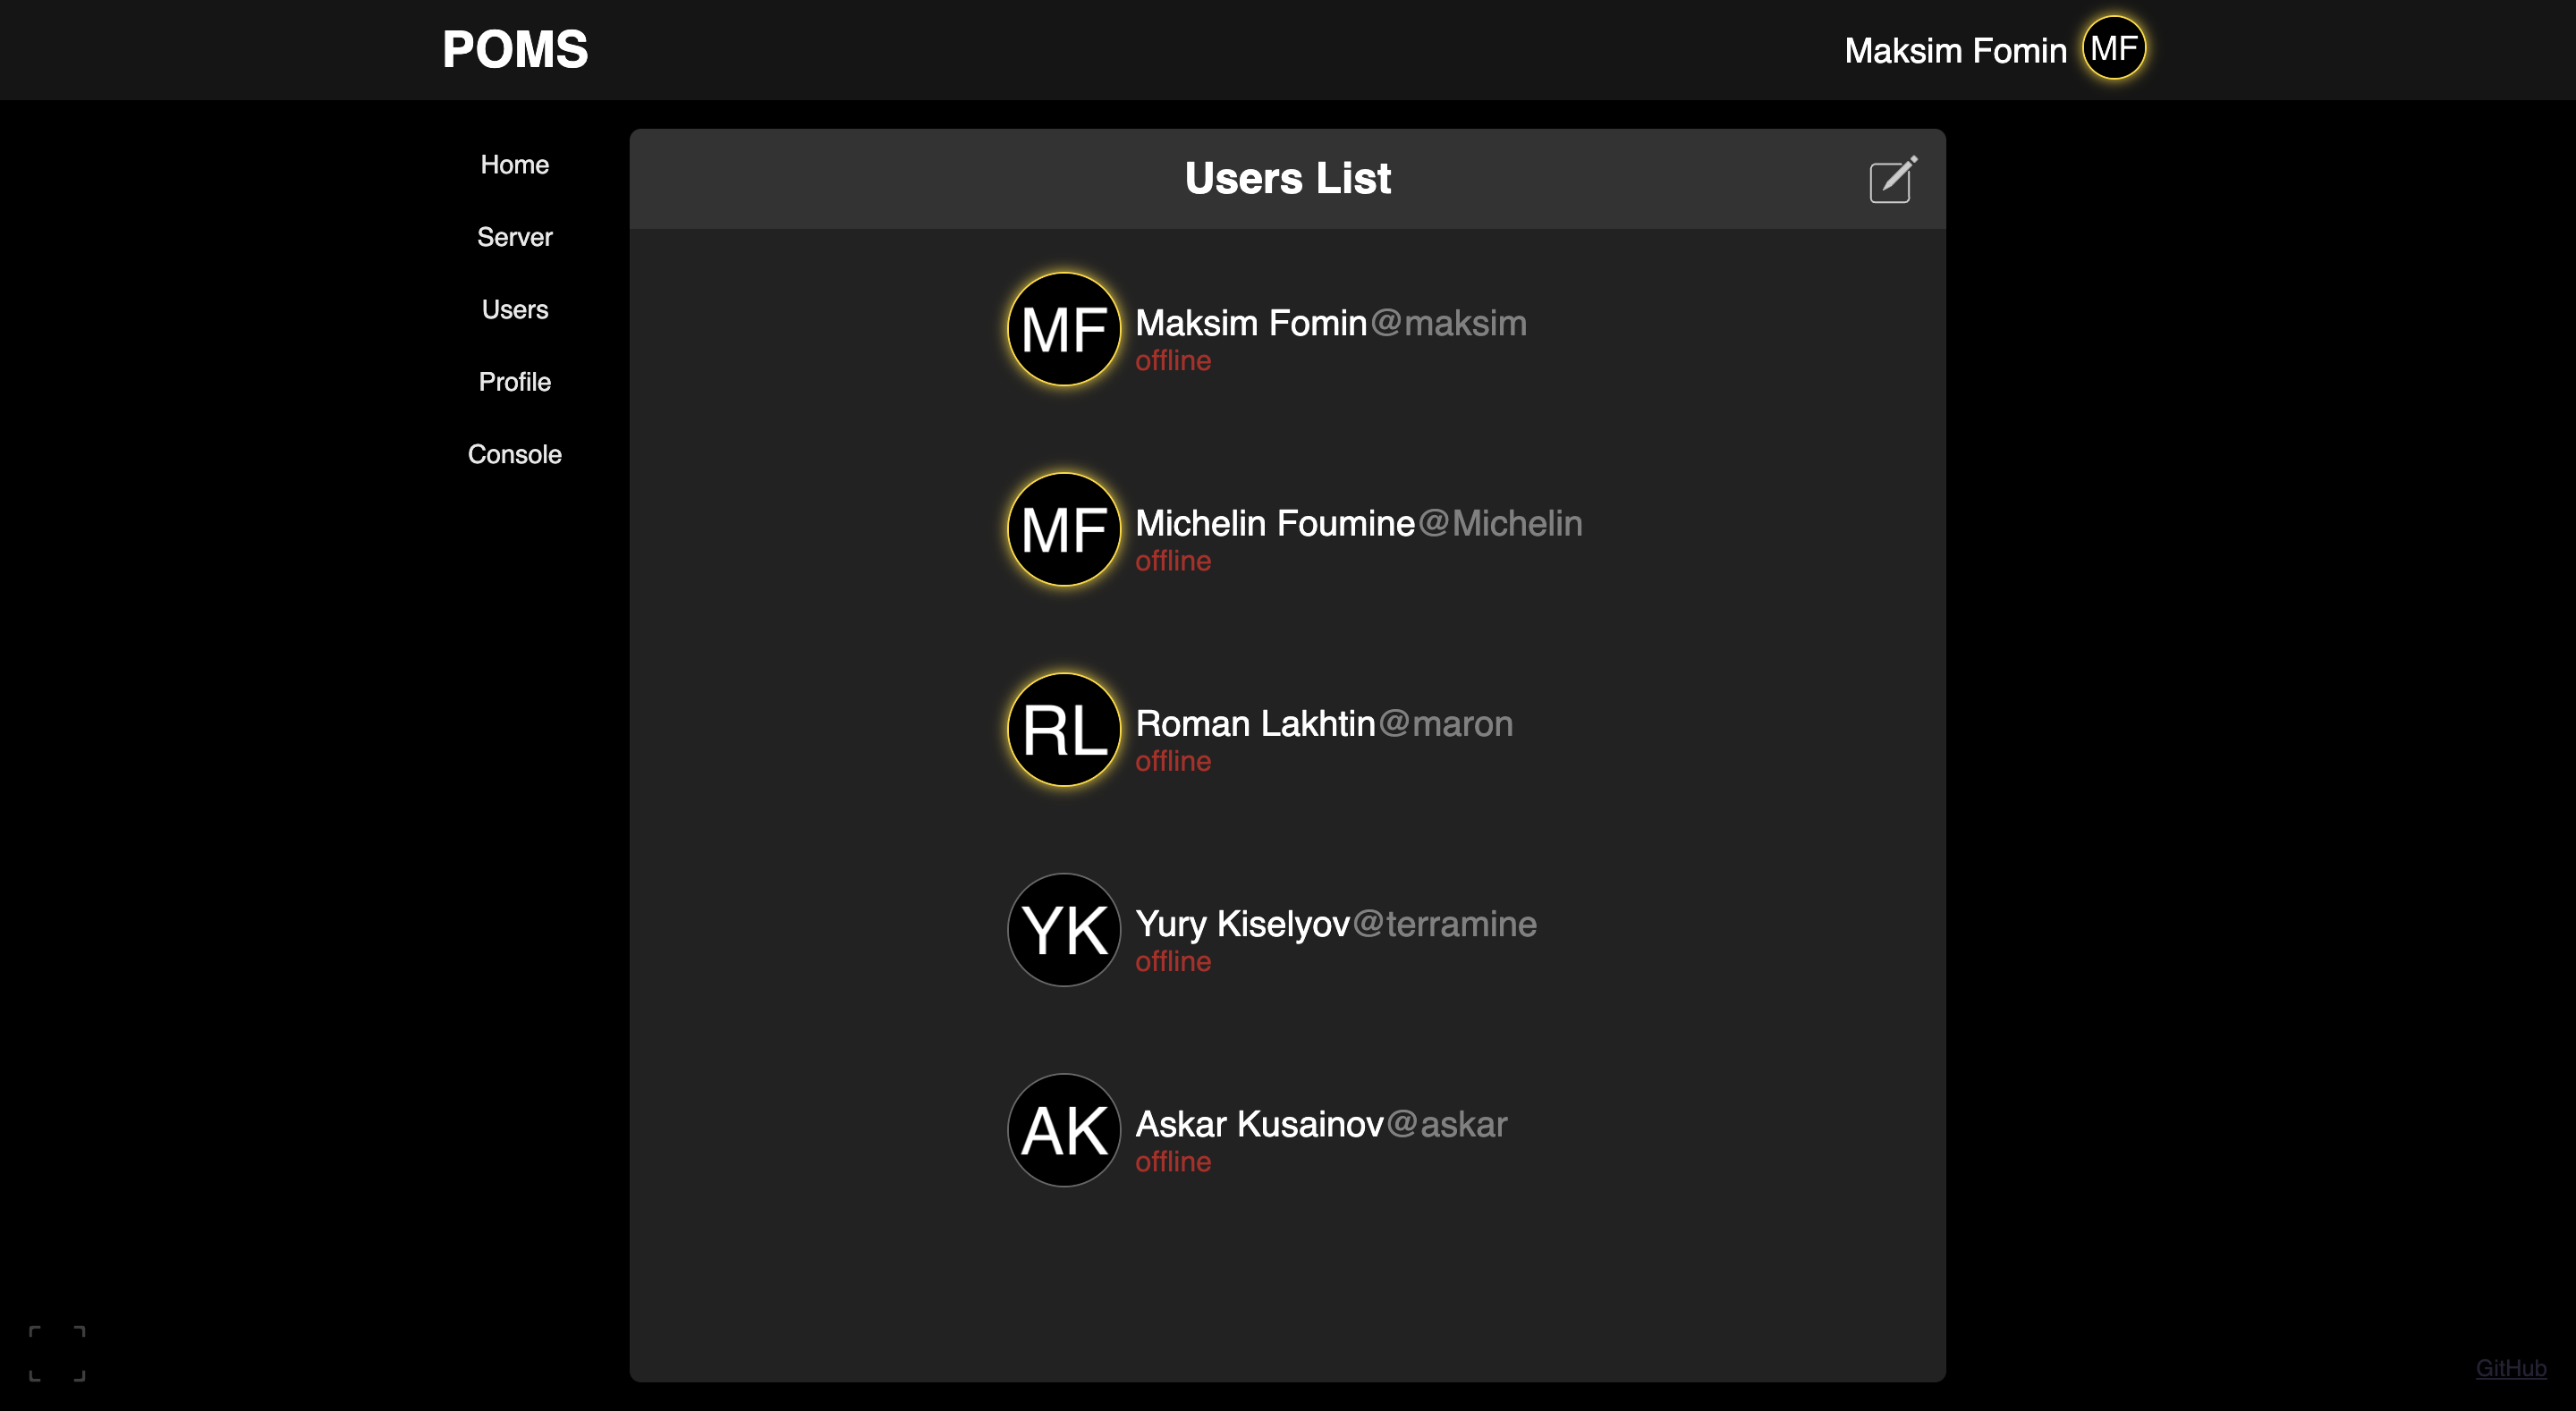 POMS
Maksim Fomin MF
Home
Server
Users
Profile
Console
Users List
MF
Maksim Fomin@maksim
offline
MF
Michelin Foumine@Michelin
offline
RL
Roman Lakhtin@maron
offline
YK
Yury Kiselyov@terramine
offline
AK
Askar Kusainov@askar
offline
GitHub